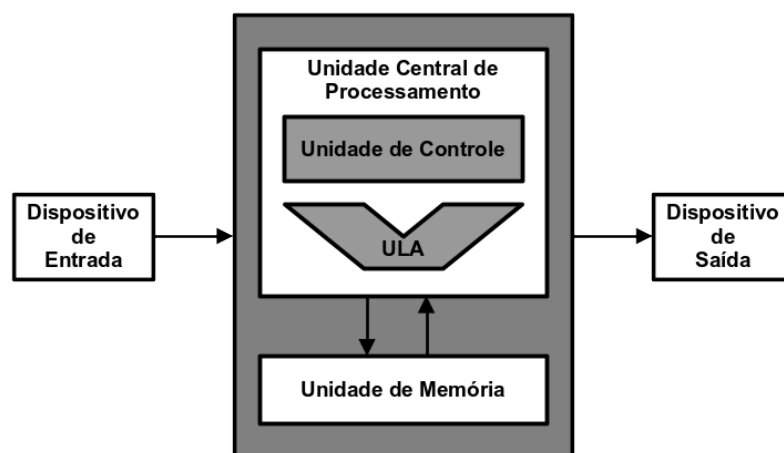 Unidade Central de
Processamento
Unidade de Controle
Dispositivo
de
Entrada
ULA
Dispositivo
de
Saída
Unidade de Memória